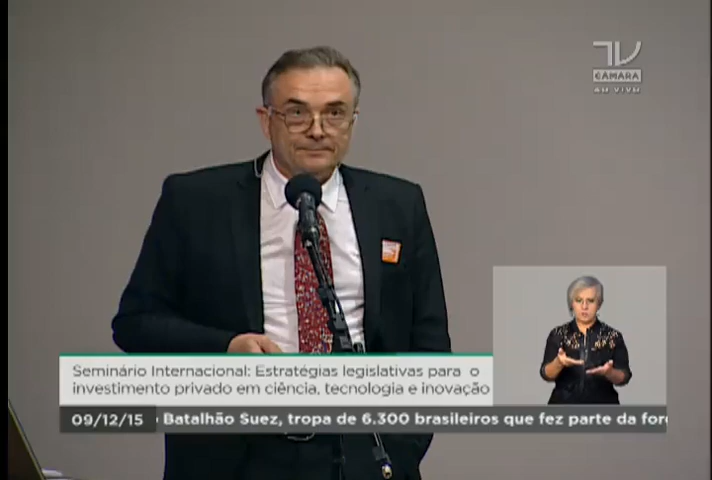 TV
CÂMARA
AO VIVO
Seminário Internacional: Estratégias legislativas para o
investimento privado em ciência, tecnologia e inovação
09/12/15 Batalhão Suez, tropa de 6.300 brasileiros que fez parte da for